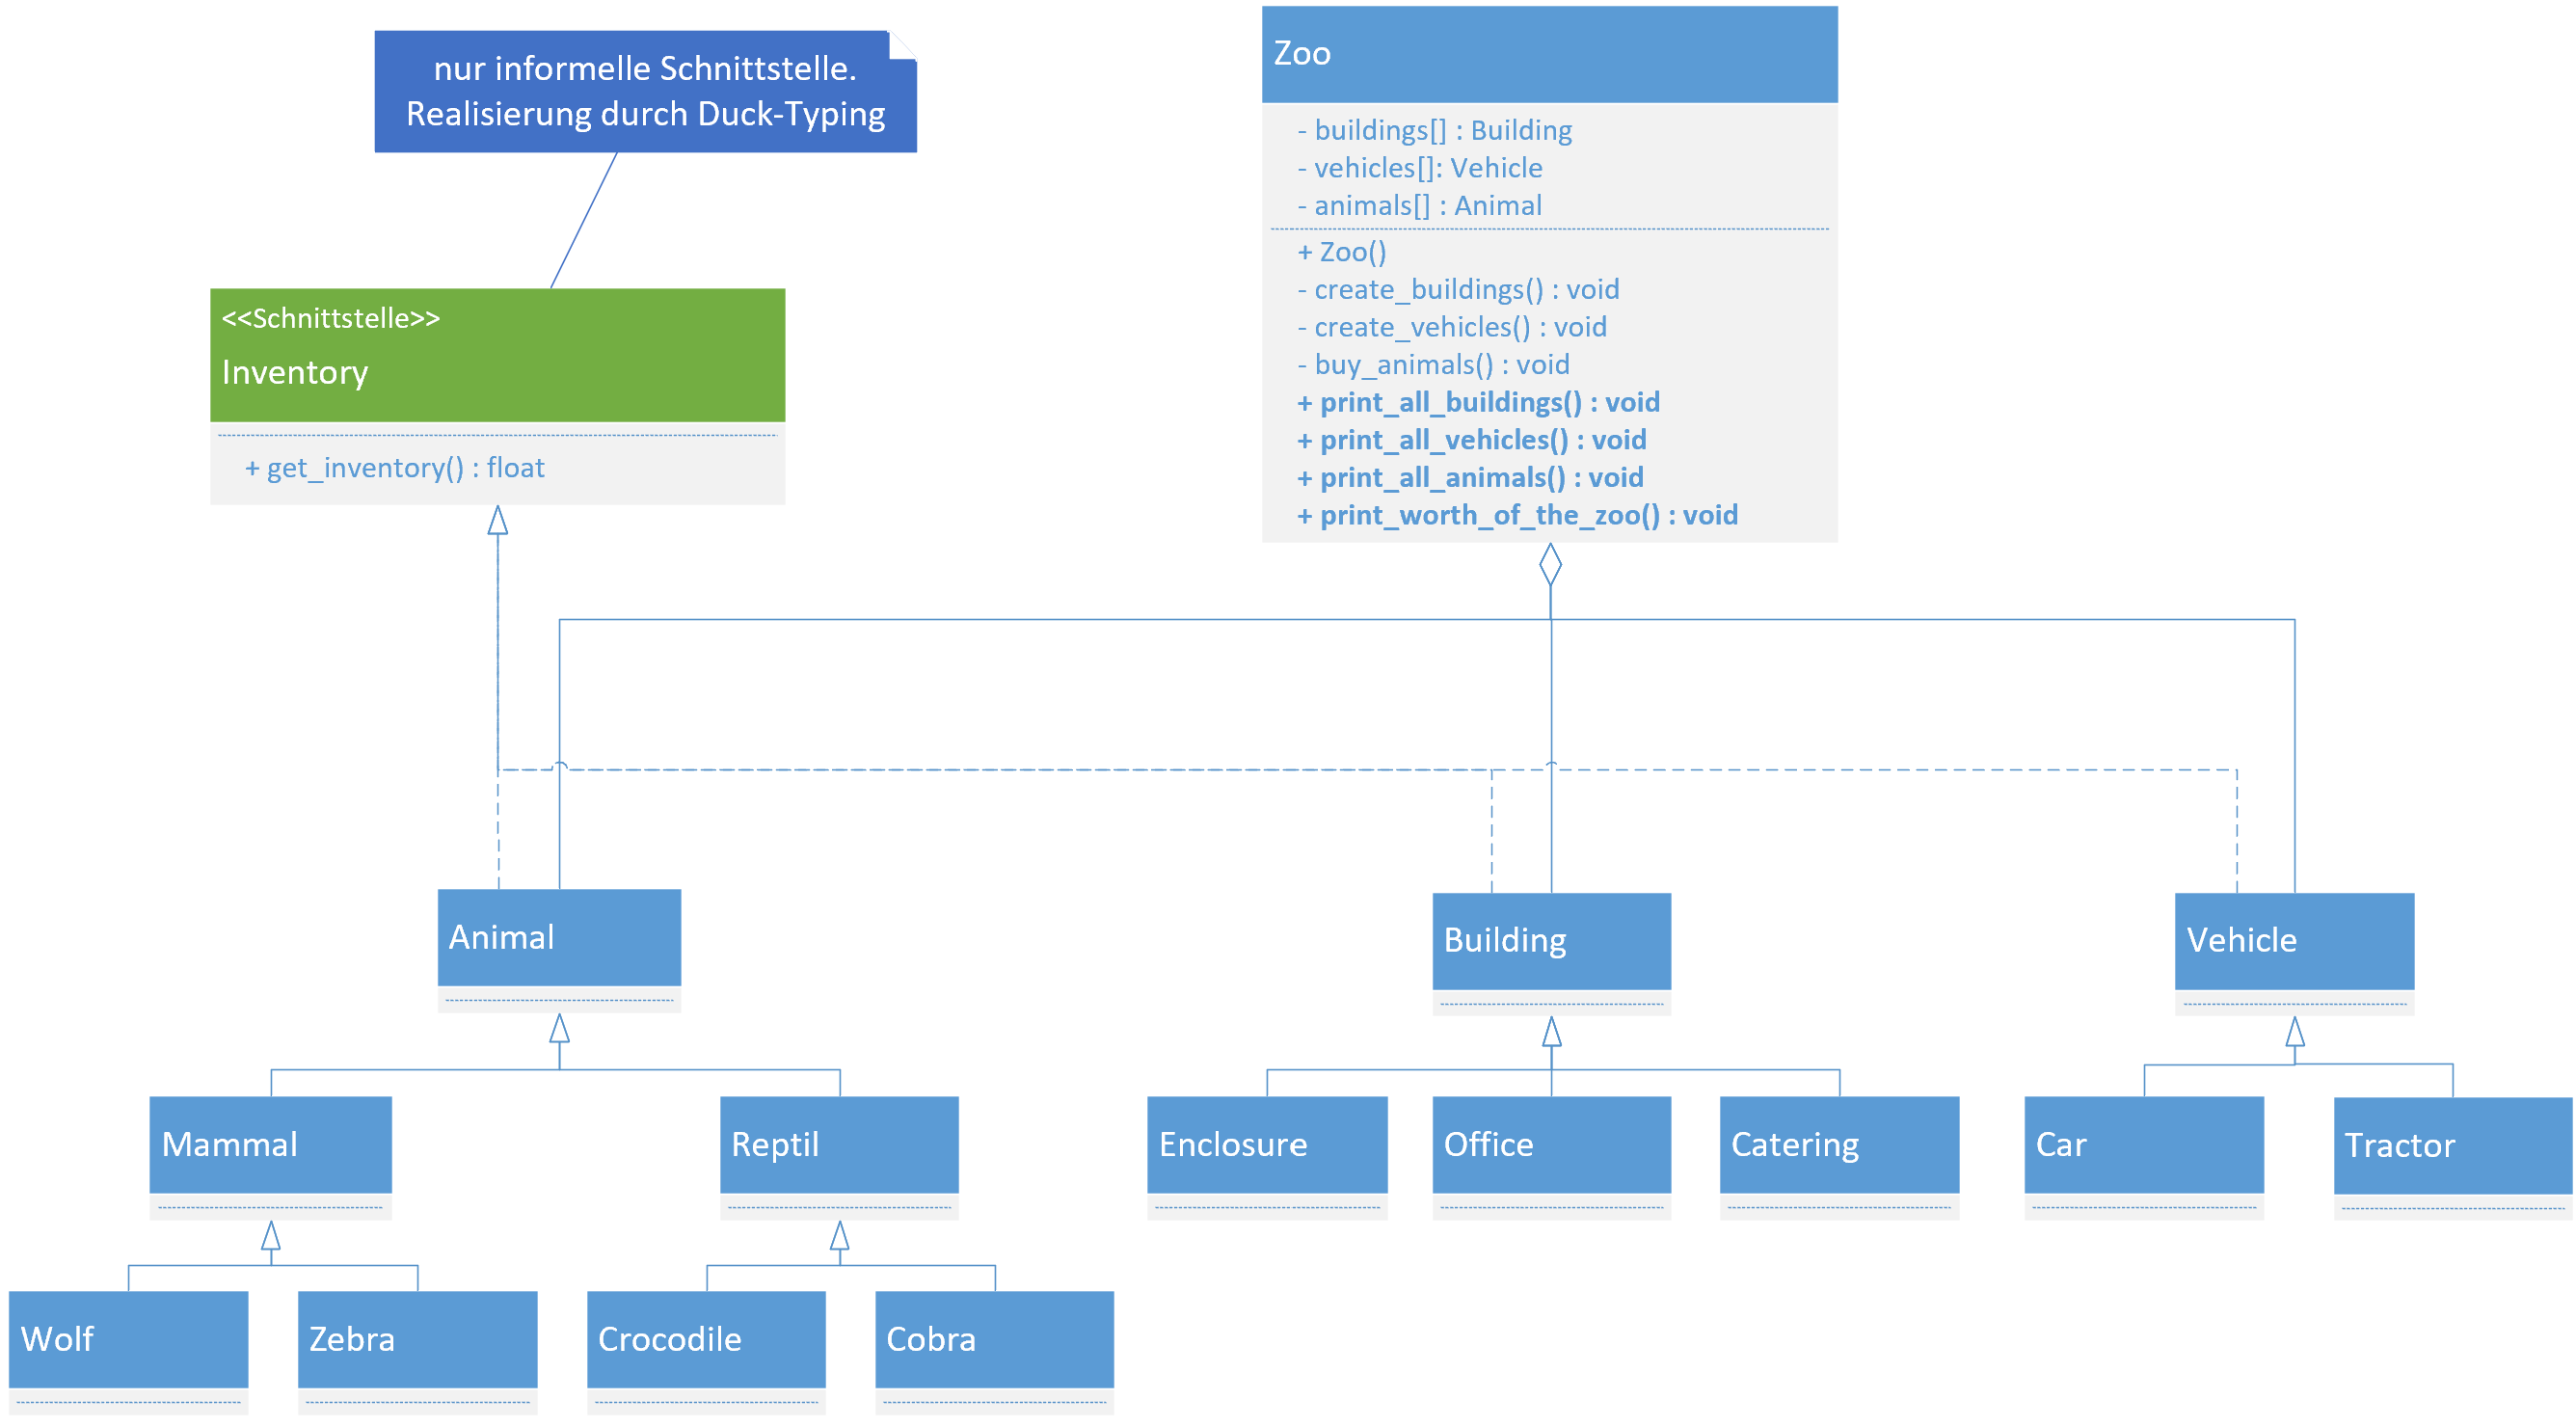 nur informelle Schnittstelle.
Realisierung durch Duck-Typing
Zoo
- buildings[] : Building
- vehicles[]: Vehicle
- animals[] : Animal
+ Zoo()
- create_buildings() : void
- create_vehicles() : void
- buy_animals() : void
+ print_all_buildings() : void
+ print_all_vehicles() : void
+ print_all_animals() : void
+ print_worth_of_the_zoo() : void
<<Schnittstelle>>
Inventory
+ get_inventory() : float
Animal
Building
Vehicle
Mammal
Reptil
Enclosure
Office
Catering
Car
Tractor
Wolf
Zebra
Crocodile
Cobra